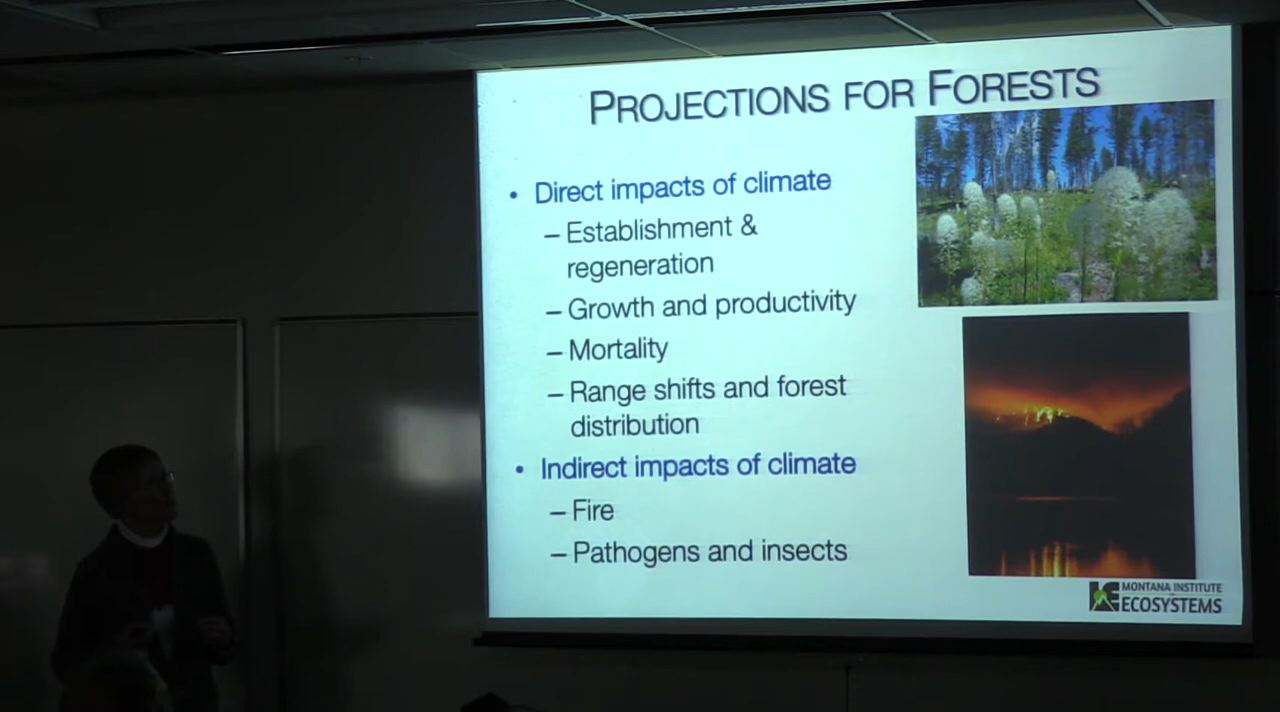 PROJECTIONS FOR FORESTS
• Direct impacts of climate
– Establishment &
regeneration
– Growth and productivity
– Mortality
– Range shifts and forest
distribution
• Indirect impacts of climate
– Fire
– Pathogens and insects
MONTANA INSTITUTE
ECOSYSTEMS